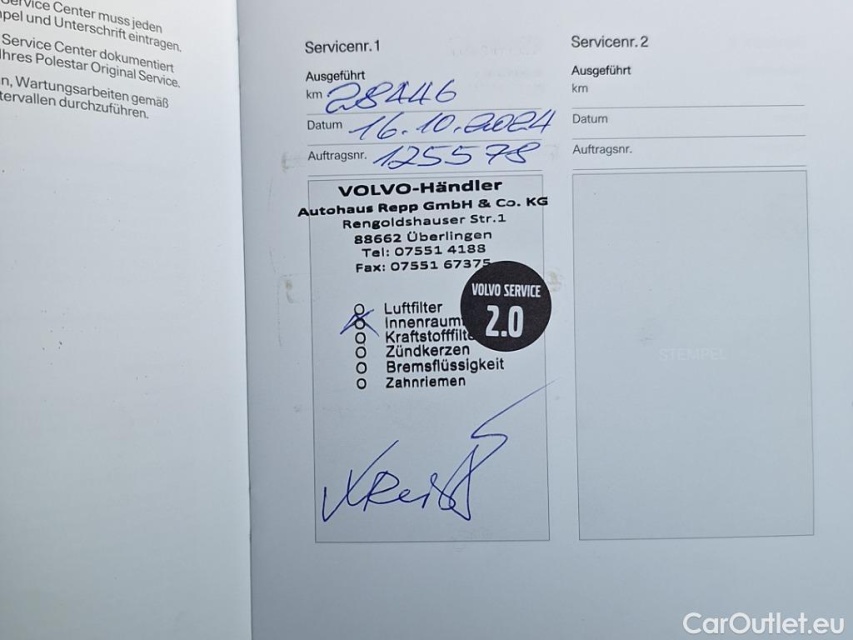 ervice Center muss jeden
pel und Unterschrift eintragen.
Service Center dokumentiert
Ihres Polestar Original Service.
n, Wartungsarbeiten gemäß
tervallen durchzuführen.
Servicenr. 1
Ausgeführt
km 28446
Datum 16.10.2024
Auftragsnr. 125578
VOLVO-Händler
Autohaus Repp GmbH & Co. KG
Rengoldshauser Str.1
88662 Überlingen
Tel: 07551 4188
Fax: 07551 67375
VOLVO SERVICE
2.0
Luftfilter
Innenraum
Kraftstofffilte
Zündkerzen
Bremsflüssigkeit
Zahnriemen
Servicenr. 2
Ausgeführt
km
Datum
Auftragsnr.
STEMPEL
CarOutlet.eu